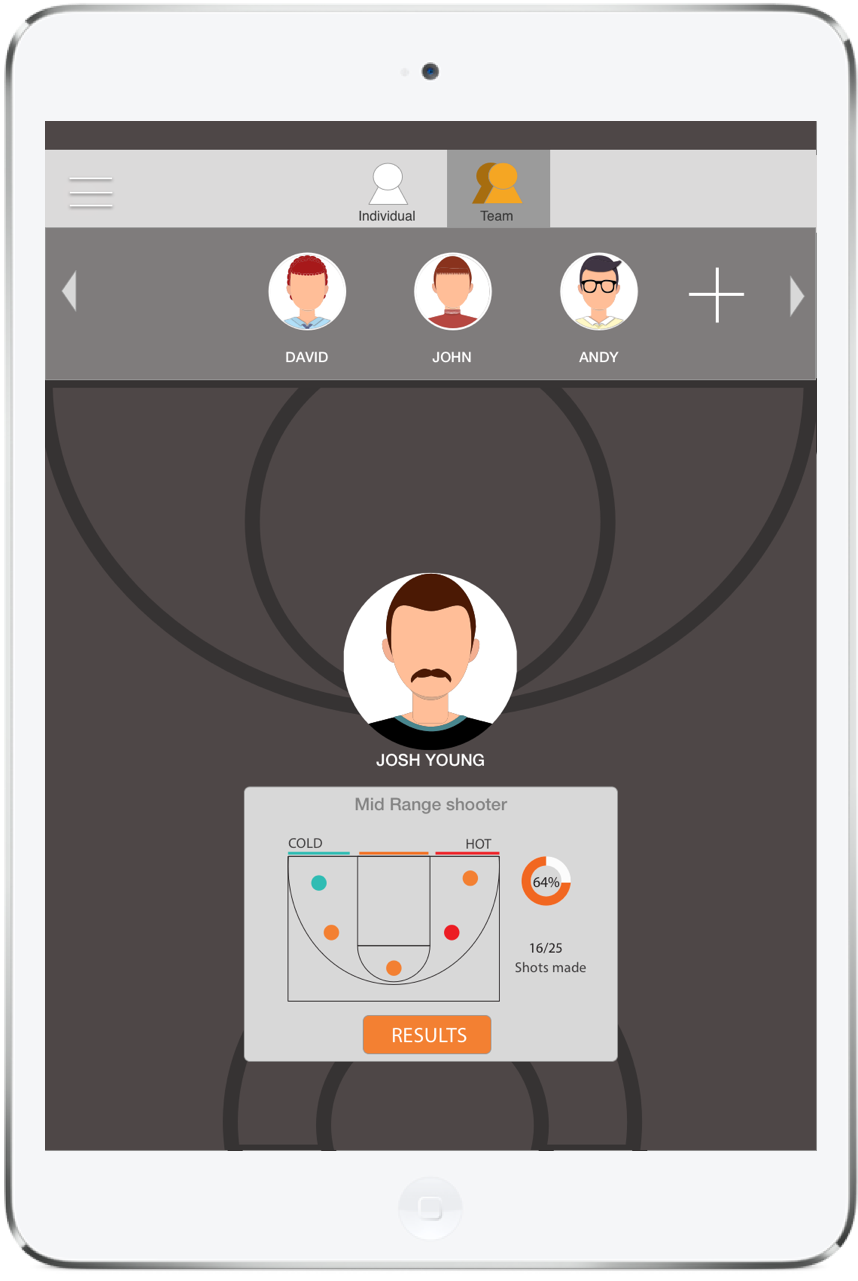 Individual
Team
DAVID
JOHN
ANDY
JOSH YOUNG
Mid Range shooter
COLD
HOT
64%
16/25
Shots made
RESULTS